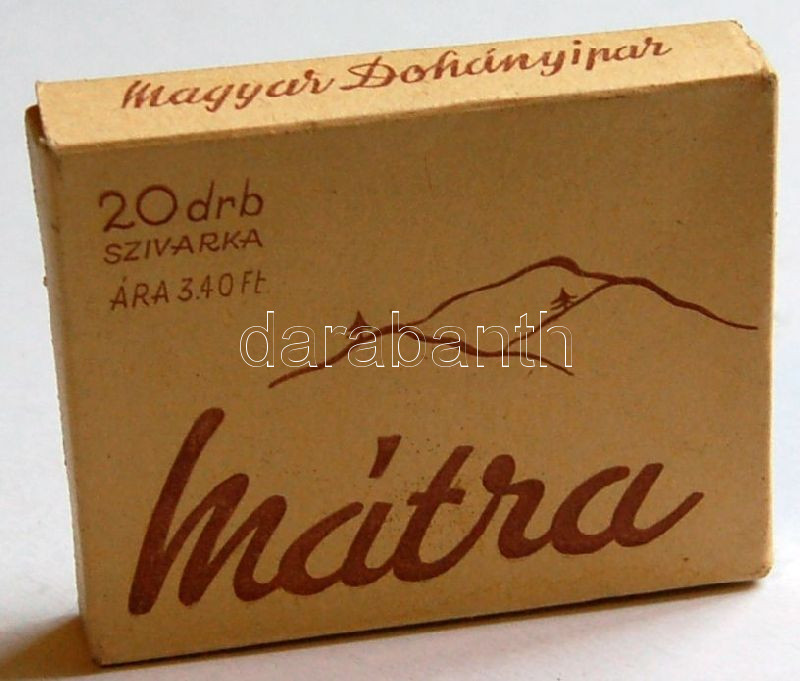 Magyar Dohányipar
20 drb
SZIVARKA
ÁRA 3.40 Ft
darabanth
Mátra